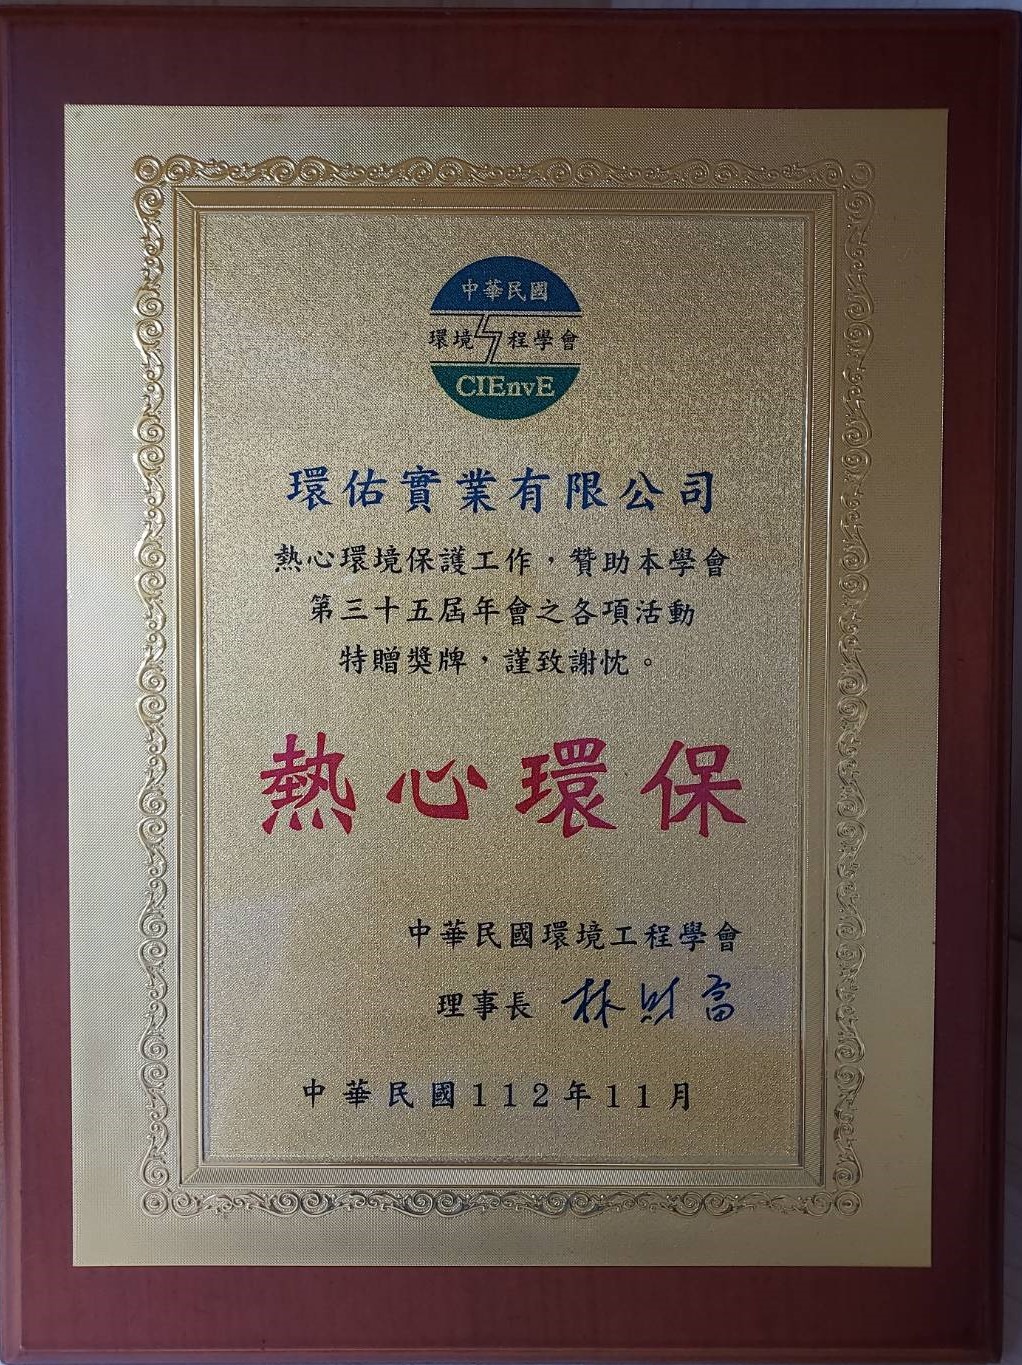 中華民國
環境工程學會
CIEnvE
環佑實業有限公司
熱心環境保護工作，贊助本學會
第三十五屆年會之各項活動
特贈獎牌，謹致謝忱。
熱心環保
中華民國環境工程學會
理事長 林財富
中華民國112年11月